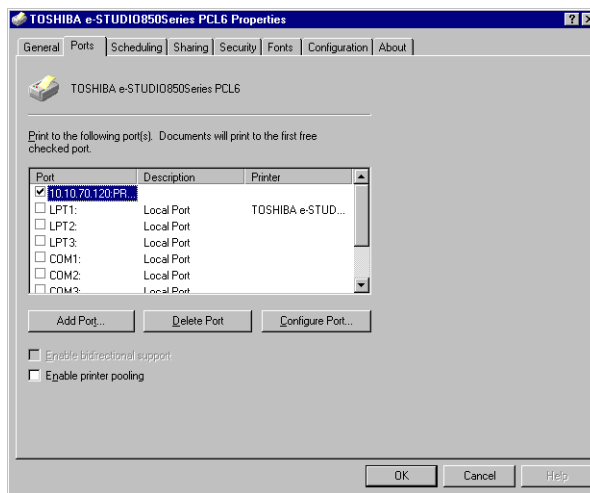 TOSHIBA e-STUDIO850Series PCL6 Properties
General Ports Scheduling Sharing Security Fonts Configuration About
TOSHIBA e-STUDIO850Series PCL6
Print to the following port(s). Documents will print to the first free
checked port.
Port Description Printer
10.10.70.120:PR...
LPT1: Local Port TOSHIBA e-STUD...
LPT2: Local Port
LPT3: Local Port
COM1: Local Port
COM2: Local Port
COM3: Local Port
Add Port... Delete Port Configure Port...
Enable bidirectional support
Enable printer pooling
OK Cancel Help